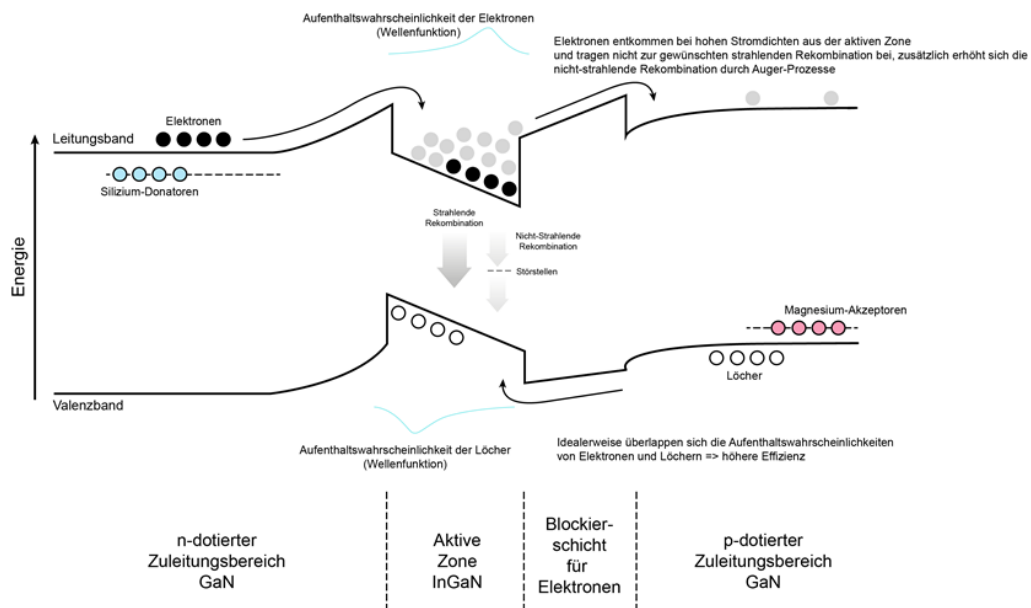 Aufenthaltswahrscheinlichkeit der Elektronen
(Wellenfunktion)
Elektronen entkommen bei hohen Stromdichten aus der aktiven Zone
und tragen nicht zur gewünschten strahlenden Rekombination bei, zusätzlich erhöht sich die
nicht-strahlende Rekombination durch Auger-Prozesse
Elektronen
Leitungsband
Silizium-Donatoren
Strahlende
Rekombination
Nicht-Strahlende
Rekombination
Störstellen
Energie
Magnesium-Akzeptoren
Löcher
Valenzband
Aufenthaltswahrscheinlichkeit der Löcher
(Wellenfunktion)
Idealerweise überlappen sich die Aufenthaltswahrscheinlichkeiten
von Elektronen und Löchern => höhere Effizienz
n-dotierter
Zuleitungsbereich
GaN
Aktive
Zone
InGaN
Blockier-
schicht
für
Elektronen
p-dotierter
Zuleitungsbereich
GaN